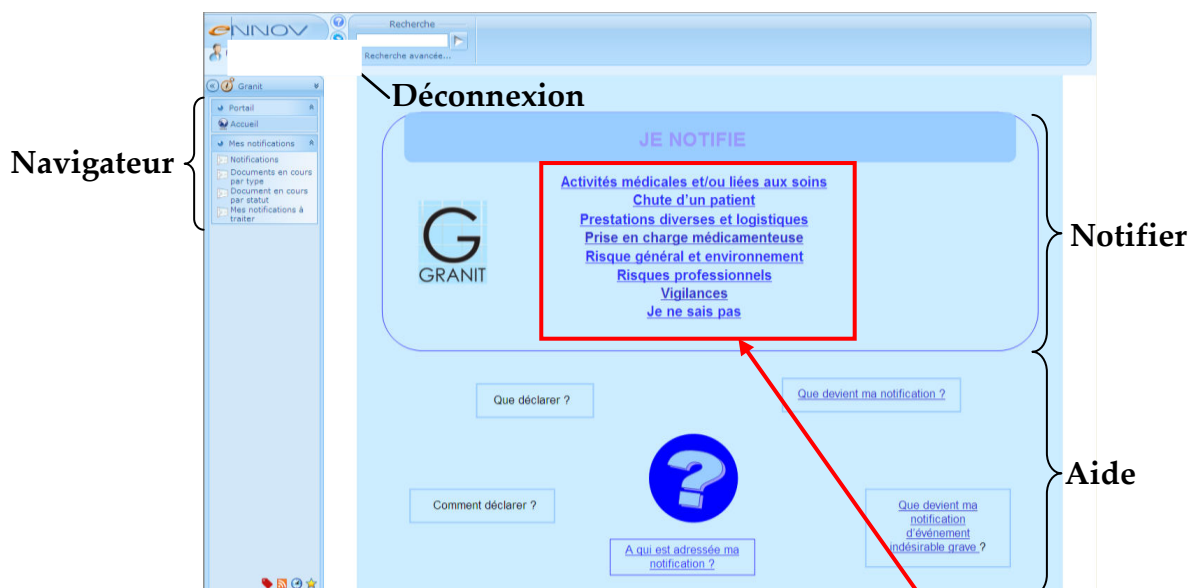 eNNOV
Recherche
Recherche avancée...
Granit
Portail
Accueil
Mes notifications
Notifications
Documents en cours
par type
Document en cours
par statut
Mes notifications à
traiter
Navigateur
Déconnexion
JE NOTIFIE
Activités médicales et/ou liées aux soins
Chute d'un patient
Prestations diverses et logistiques
Prise en charge médicamenteuse
Risque général et environnement
Risques professionnels
Vigilances
Je ne sais pas
G
GRANIT
Notifier
Que déclarer ?
Que devient ma notification ?
?
Aide
Comment déclarer ?
Que devient ma
notification
d'événement
indésirable grave ?
A qui est adressée ma
notification ?